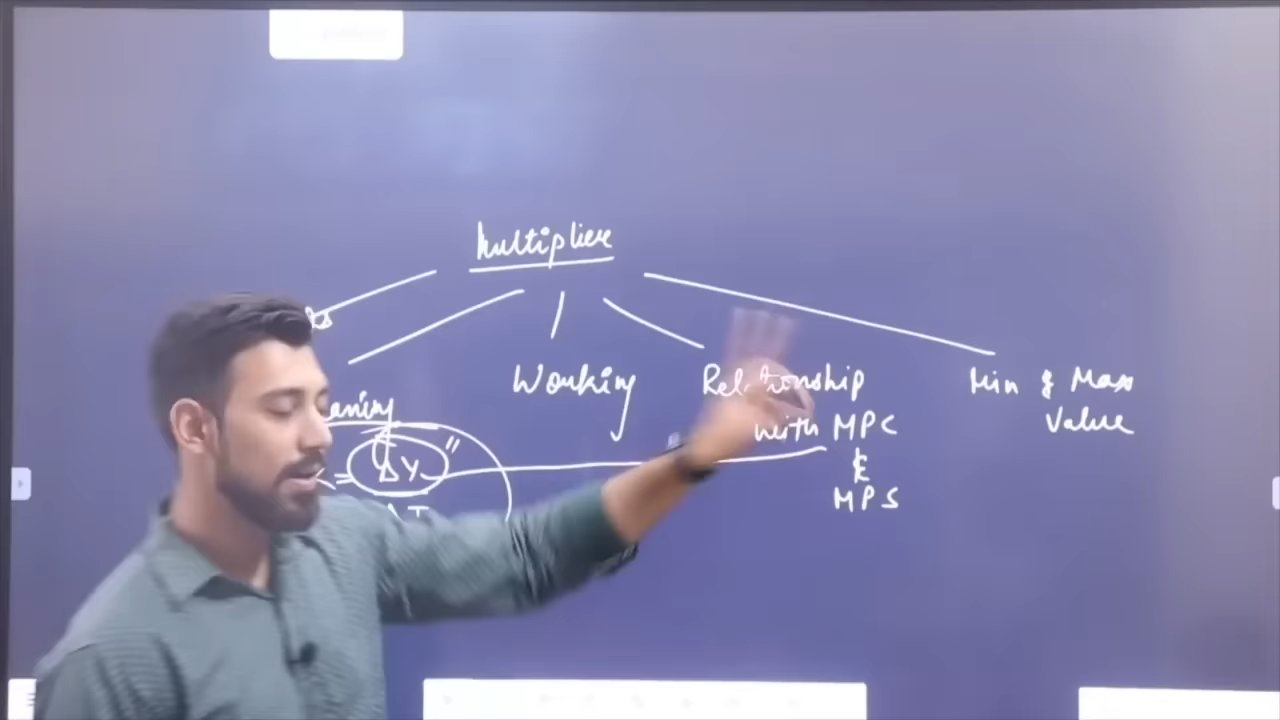 Multiplier
Working
Relationship
with MPC
&
MPS
Min & Max
Value
ΔY
"
=